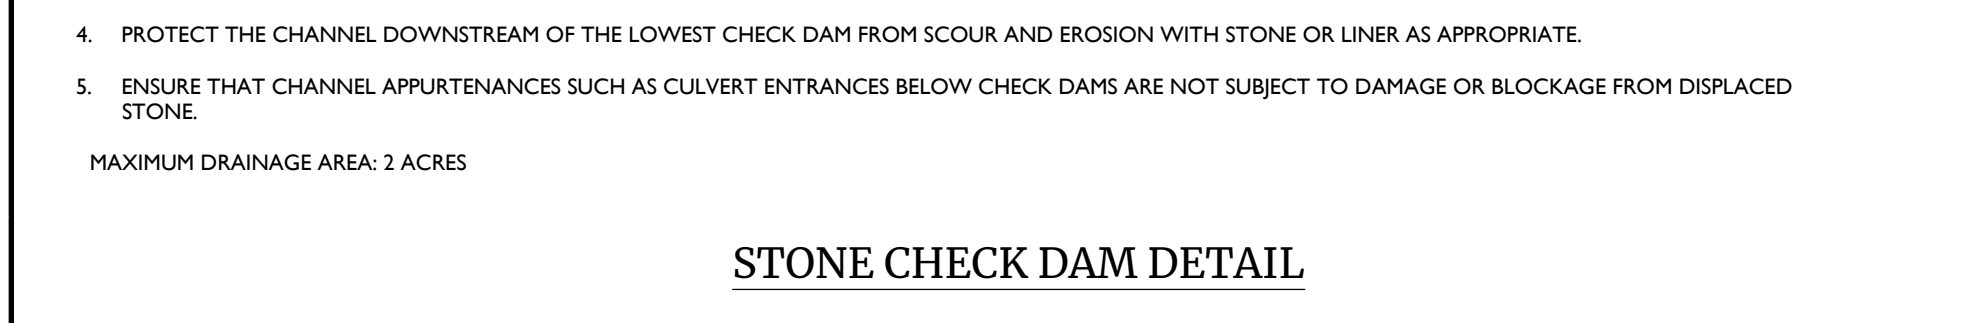 4. PROTECT THE CHANNEL DOWNSTREAM OF THE LOWEST CHECK DAM FROM SCOUR AND EROSION WITH STONE OR LINER AS APPROPRIATE.
5. ENSURE THAT CHANNEL APPURTENANCES SUCH AS CULVERT ENTRANCES BELOW CHECK DAMS ARE NOT SUBJECT TO DAMAGE OR BLOCKAGE FROM DISPLACED
STONE.
MAXIMUM DRAINAGE AREA: 2 ACRES
STONE CHECK DAM DETAIL